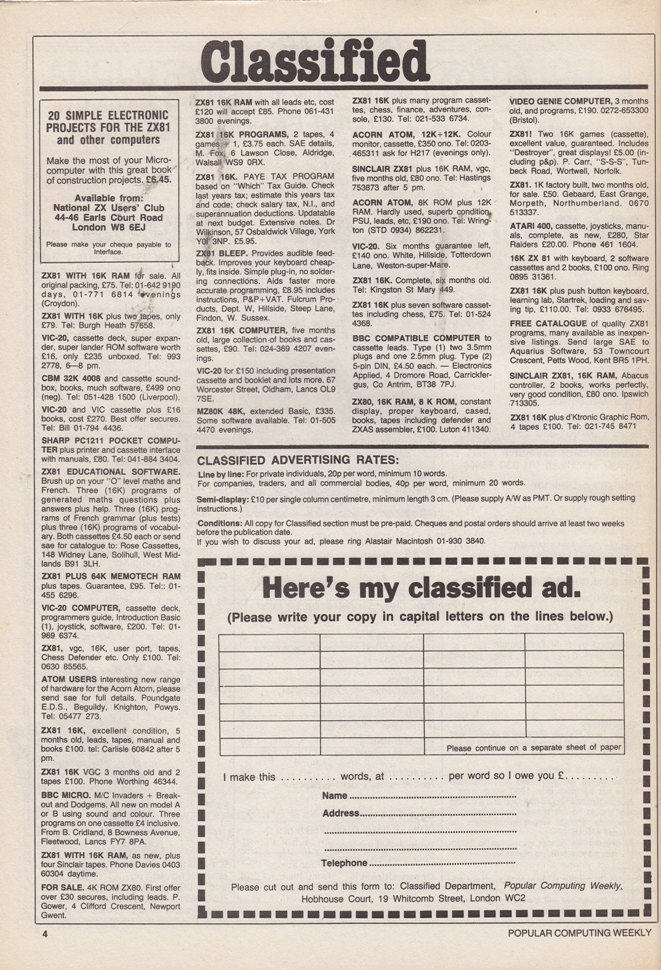 Classified
20 SIMPLE ELECTRONIC
PROJECTS FOR THE ZX81
and other computers
Make the most of your Micro-
computer with this great book
of construction projects. £6.45.
Available from:
National ZX Users' Club
44-46 Earls Court Road
London W8 6EJ
Please make your cheque payable to
Interface.
ZX81 WITH 16K RAM for sale. All
original packing, £75. Tel: 01-642 9190
days, 01-771 6814 evenings
(Croydon).
ZX81 WITH 16K plus two tapes, only
£79. Tel: Burgh Heath 57658.
VIC-20, cassette deck, super expan-
der, super lander ROM software worth
£16, only £235 unboxed. Tel: 993
2778, 6—8 pm.
CBM 32K 4008 and cassette sound-
box, books, much software, £499 ono
(neg). Tel: 051-428 1500 (Liverpool).
VIC-20 and VIC cassette plus £16
books, cost £270. Best offer secures.
Tel: Bill 01-794 4436.
SHARP PC1211 POCKET COMPU-
TER plus printer and cassette interface
with manuals, £80. Tel: 041-884 3404.
ZX81 EDUCATIONAL SOFTWARE.
Brush up on your "O" level maths and
French. Three (16K) programs of
generated maths questions plus
answers plus help. Three (16K) prog-
rams of French grammar (plus tests)
plus three (16K) programs of vocabul-
ary. Both cassettes £4.50 each or send
sae for catalogue to: Rose Cassettes,
148 Widney Lane, Solihull, West Mid-
lands B91 3LH.
ZX81 PLUS 64K MEMOTECH RAM
plus tapes. Guarantee, £95. Tel:: 01-
455 6296.
VIC-20 COMPUTER, cassette deck,
programmers guide, Introduction Basic
(1), joystick, software, £200. Tel: 01-
969 6374.
ZX81, vgc, 16K, user port, tapes,
Chess Defender etc. Only £100. Tel:
0630 85565.
ATOM USERS interesting new range
of hardware for the Acorn Atom, please
send sae for full details. Poundgate
E.D.S., Beguildy, Knighton, Powys.
Tel: 05477 273.
ZX81 16K, excellent condition, 5
months old, leads, tapes, manual and
books £100. tel: Carlisle 60842 after 5
pm.
ZX81 16K VGC 3 months old and 2
tapes £100. Phone Worthing 46344.
BBC MICRO. M/C Invaders + Break-
out and Dodgems. All new on model A
or B using sound and colour. Three
programs on one cassette £4 inclusive.
From B. Cridland, 8 Bowness Avenue,
Fleetwood, Lancs FY7 8PA.
ZX81 WITH 16K RAM, as new, plus
four Sinclair tapes. Phone Davies 0403
60304 daytime.
FOR SALE. 4K ROM ZX80. First offer
over £30 secures, including leads. P.
Gower, 4 Clifford Crescent, Newport
Gwent.
ZX81 16K RAM with all leads etc, cost
£120 will accept £85. Phone 061-431
3800 evenings.
ZX81 16K PROGRAMS, 2 tapes, 4
games + 1, £3.75 each. SAE details,
M. Fox, 6 Lawson Close, Aldridge,
Walsall WS9 0RX.
ZX81 16K. PAYE TAX PROGRAM
based on "Which" Tax Guide. Check
last years tax; estimate this years tax
and code; check salary tax, N.I., and
superannuation deductions. Updatable
at next budget. Extensive notes. Dr
Wilkinson, 57 Osbaldwick Village, York
YOI 3NP. £5.95.
ZX81 BLEEP. Provides audible feed-
back. Improves your keyboard cheap-
ly, fits inside. Simple plug-in, no solder-
ing connections. Aids faster more
accurate programming, £8.95 includes
instructions, P&P+VAT. Fulcrum Pro-
ducts, Dept. W, Hillside, Steep Lane,
Findon, W. Sussex.
ZX81 16K COMPUTER, five months
old, large collection of books and cas-
settes, £90. Tel: 024-369 4207 even-
ings.
VIC-20 for £150 including presentation
cassette and booklet and lots more. 67
Worcester Street, Oldham, Lancs OL9
7SE.
MZ80K 48K, extended Basic, £335.
Some software available. Tel: 01-505
4470 evenings.
ZX81 16K plus many program casset-
tes, chess, finance, adventures, con-
sole, £130. Tel: 021-533 6734.
ACORN ATOM, 12K+12K. Colour
monitor, cassette, £350 ono. Tel: 0203-
465311 ask for H217 (evenings only).
SINCLAIR ZX81 plus 16K RAM, vgc,
five months old, £80 ono. Tel: Hastings
753873 after 5 pm.
ACORN ATOM, 8K ROM plus 12K
RAM. Hardly used, superb condition,
PSU, leads, etc, £190 ono. Tel: Wring-
ton (STD 0934) 862231.
VIC-20. Six months guarantee left,
£140 ono. White, Hillside, Totterdown
Lane, Weston-super-Mare.
ZX81 16K. Complete, six months old.
Tel: Kingston St Mary 449.
ZX81 16K plus seven software casset-
tes including chess, £75. Tel: 01-524
4368.
BBC COMPATIBLE COMPUTER to
cassette leads. Type (1) two 3.5mm
plugs and one 2.5mm plug. Type (2)
5-pin DIN, £4.50 each. — Electronics
Applied, 4 Dromore Road, Carrickfer-
gus, Co Antrim, BT38 7PJ.
ZX80, 16K RAM, 8 K ROM, constant
display, proper keyboard, cased,
books, tapes including defender and
ZXAS assembler, £100. Luton 411340.
VIDEO GENIE COMPUTER, 3 months
old, and programs, £190. 0272-653300
(Bristol).
ZX81! Two 16K games (cassette),
excellent value, guaranteed. Includes
"Destroyer", great displays! £5.00 (in-
cluding p&p). P. Carr, "S-S-S", Tun-
beck Road, Wortwell, Norfolk.
ZX81. 1K factory built, two months old,
for sale. £50. Gebaard, East Grange,
Morpeth, Northumberland. 0670
513337.
ATARI 400, cassette, joysticks, manu-
als, complete, as new, £280, Star
Raiders £20.00. Phone 461 1604.
16K ZX 81 with keyboard, 2 software
cassettes and 2 books, £100 ono. Ring
0895 31361.
ZX81 16K plus push button keyboard,
learning lab, Startrek, loading and sav-
ing tip, £110.00. Tel: 0933 676495.
FREE CATALOGUE of quality ZX81
programs, many available as inexpen-
sive listings. Send large SAE to
Aquarius Software, 53 Towncourt
Crescent, Petts Wood, Kent BR5 1PH.
SINCLAIR ZX81, 16K RAM, Abacus
controller, 2 books, works perfectly,
very good condition, £80 ono. Ipswich
713305.
ZX81 16K plus d'Ktronic Graphic Rom,
4 tapes £100. Tel: 021-745 8471
CLASSIFIED ADVERTISING RATES:
Line by line: For private individuals, 20p per word, minimum 10 words.
For companies, traders, and all commercial bodies, 40p per word, minimum 20 words.
Semi-display: £10 per single column centimetre, minimum length 3 cm. (Please supply A/W as PMT. Or supply rough setting
instructions.)
Conditions: All copy for Classified section must be pre-paid. Cheques and postal orders should arrive at least two weeks
before the publication date.
If you wish to discuss your ad, please ring Alastair Macintosh 01-930 3840.
Here's my classified ad.
(Please write your copy in capital letters on the lines below.)
Please continue on a separate sheet of paper
I make this .......... words, at .......... per word so I owe you £.........
Name
Address
Telephone
Please cut out and send this form to: Classified Department, Popular Computing Weekly,
Hobhouse Court, 19 Whitcomb Street, London WC2
4
POPULAR COMPUTING WEEKLY